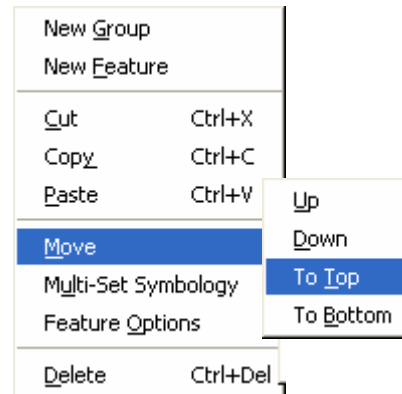 New Group
New Feature
Cut Ctrl+X
Copy Ctrl+C
Paste Ctrl+V
Move
Multi-Set Symbology
Feature Options
Delete Ctrl+Del
Up
Down
To Top
To Bottom